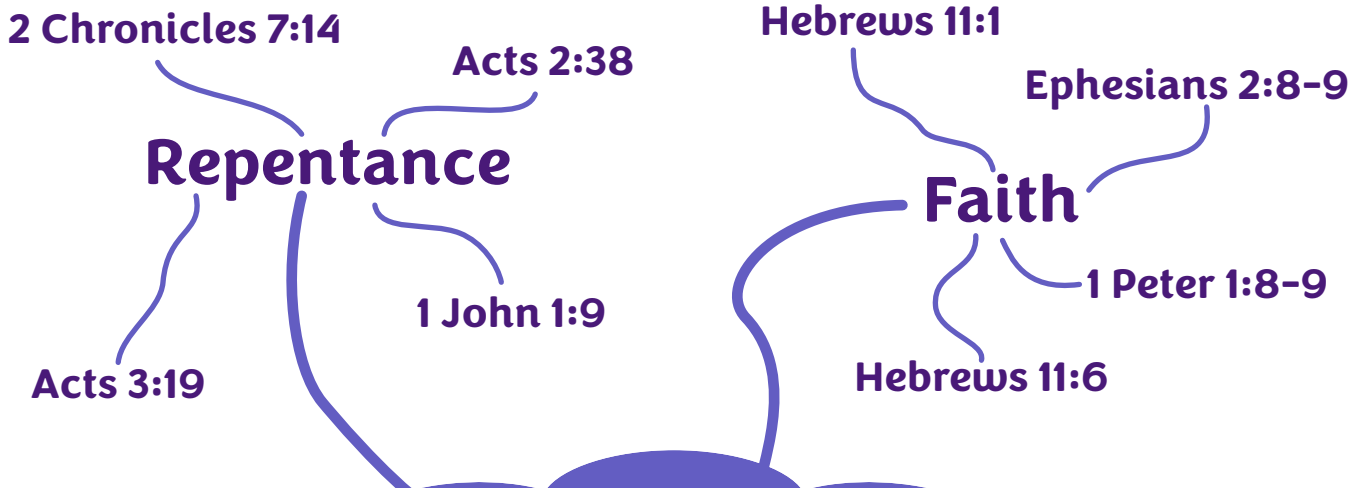 2 Chronicles 7:14
Acts 2:38
Repentance
1 John 1:9
Acts 3:19
Hebrews 11:1
Ephesians 2:8-9
Faith
1 Peter 1:8-9
Hebrews 11:6